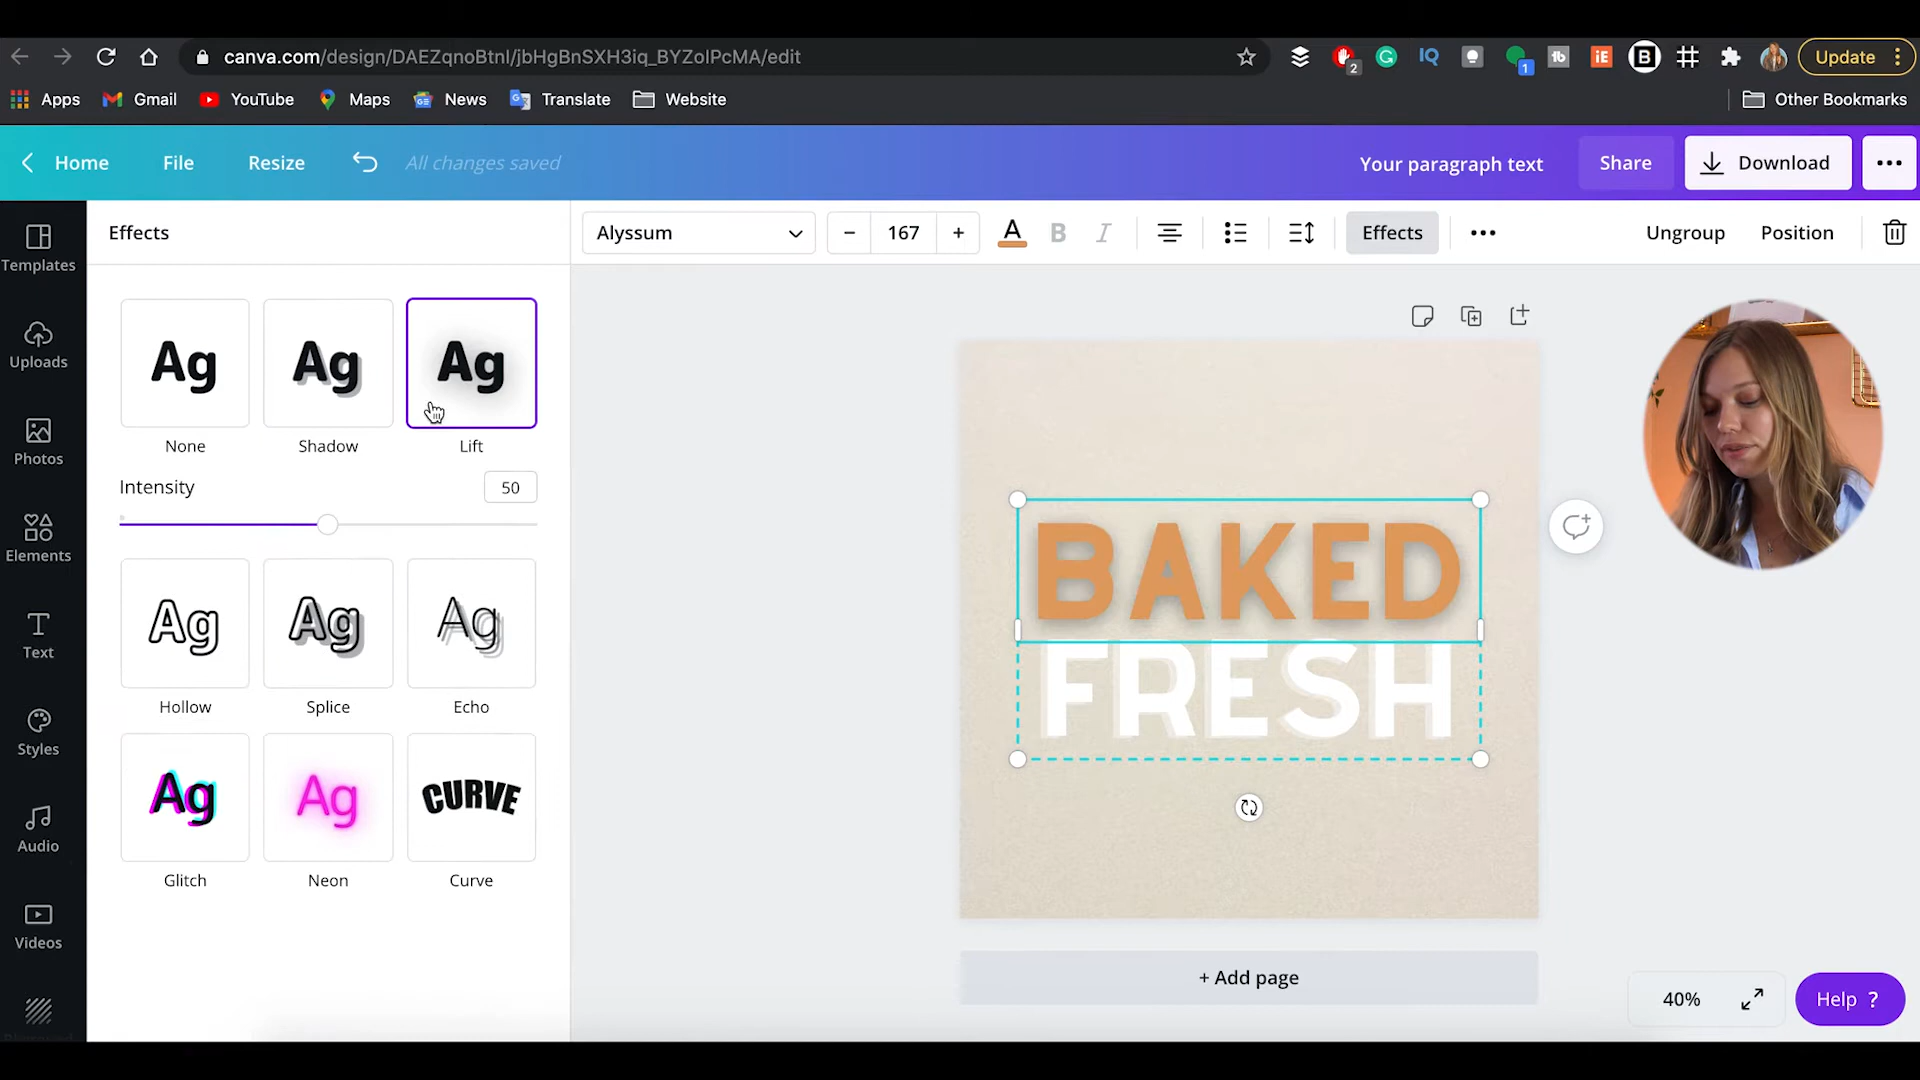 canva.com/design/DAEZqnoBtnI/jbHgBnSXH3iq_BYZoIPcMA/edit
2
1
Update
Apps
Gmail
YouTube
Maps
News
Translate
Website
Other Bookmarks
Home
File
Resize
All changes saved
Your paragraph text
Share
Download
Templates
Uploads
Photos
Elements
Text
Styles
Audio
Videos
Effects
Alyssum
167
A
B
I
Effects
Ungroup
Position
Ag
Ag
Ag
None
Shadow
Lift
Intensity
50
Ag
Ag
Ag
Hollow
Splice
Echo
Ag
Ag
CURVE
Glitch
Neon
Curve
BAKED
FRESH
+ Add page
40%
Help ?